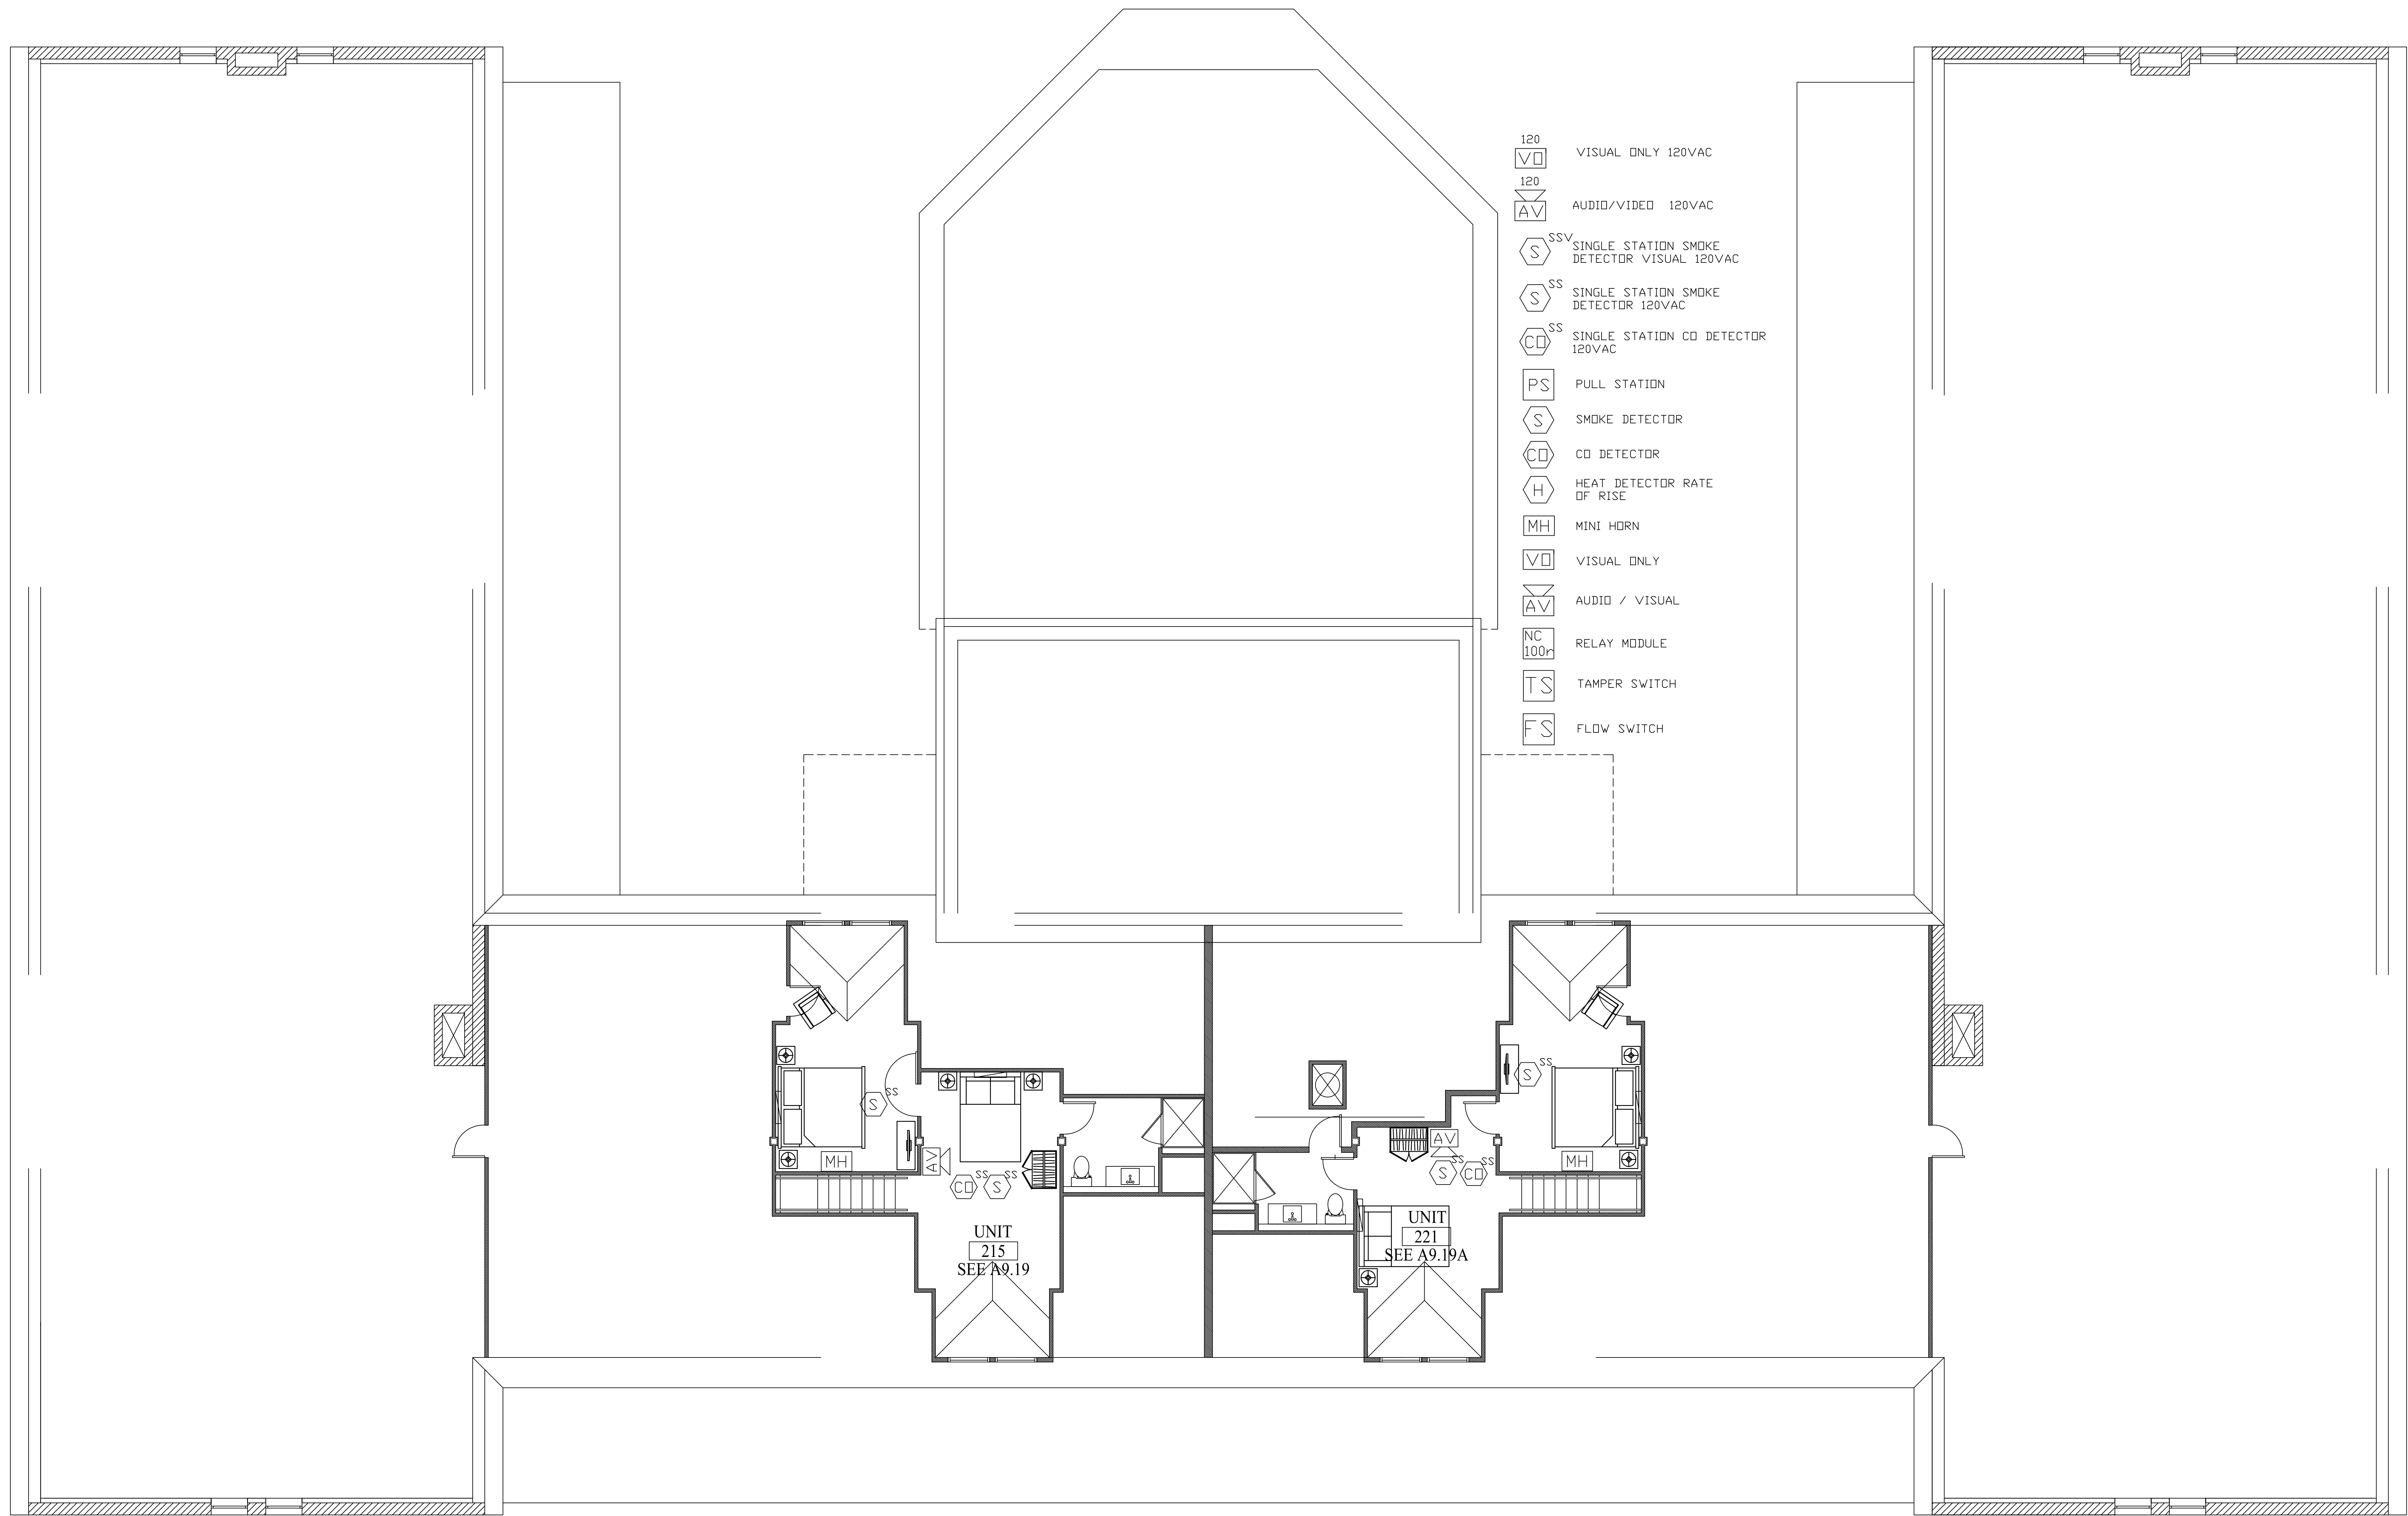 120
VO VISUAL ONLY 120VAC
120
AV AUDIO/VIDEO 120VAC
S SSV SINGLE STATION SMOKE
DETECTOR VISUAL 120VAC
S SS SINGLE STATION SMOKE
DETECTOR 120VAC
CO SS SINGLE STATION CO DETECTOR
120VAC
PS PULL STATION
S SMOKE DETECTOR
CO CO DETECTOR
H HEAT DETECTOR RATE
OF RISE
MH MINI HORN
VO VISUAL ONLY
AV AUDIO / VISUAL
NC
100r RELAY MODULE
TS TAMPER SWITCH
FS FLOW SWITCH
S SS
MH
AV
CO SS S SS
UNIT
215
SEE A9.19
S SS
AV
MH
S SS CO SS
UNIT
221
SEE A9.19A